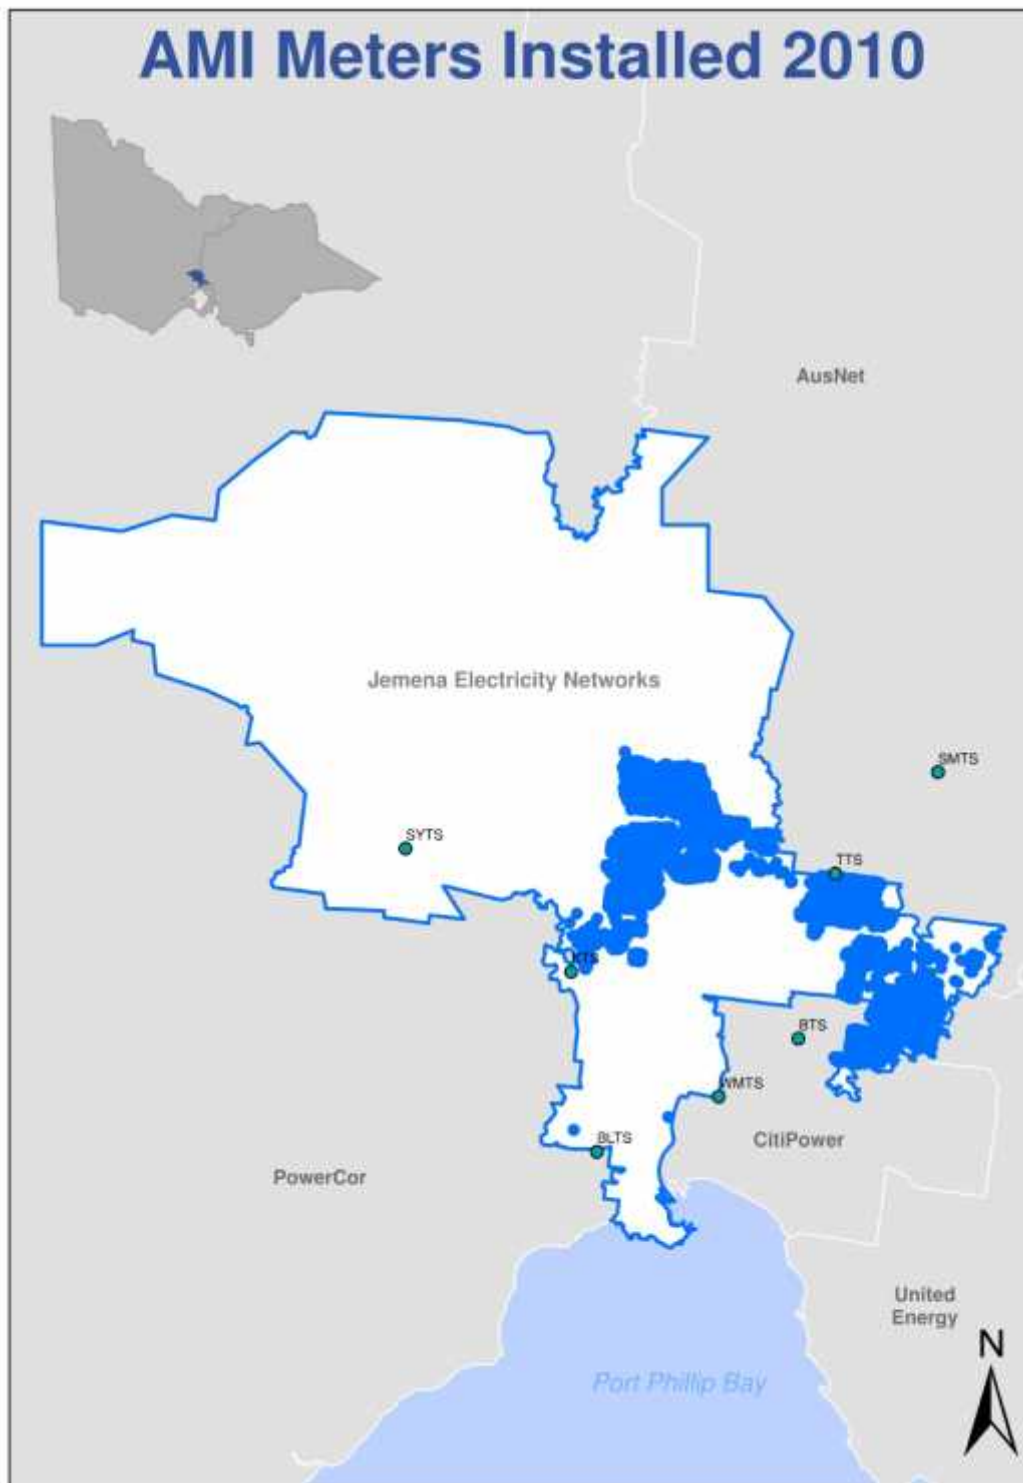 AMI Meters Installed 2010
AusNet
Jemena Electricity Networks
SMTS
SYTS
TTS
KTS
BTS
WMTS
CitiPower
BLTS
PowerCor
United
Energy
N
Port Phillip Bay